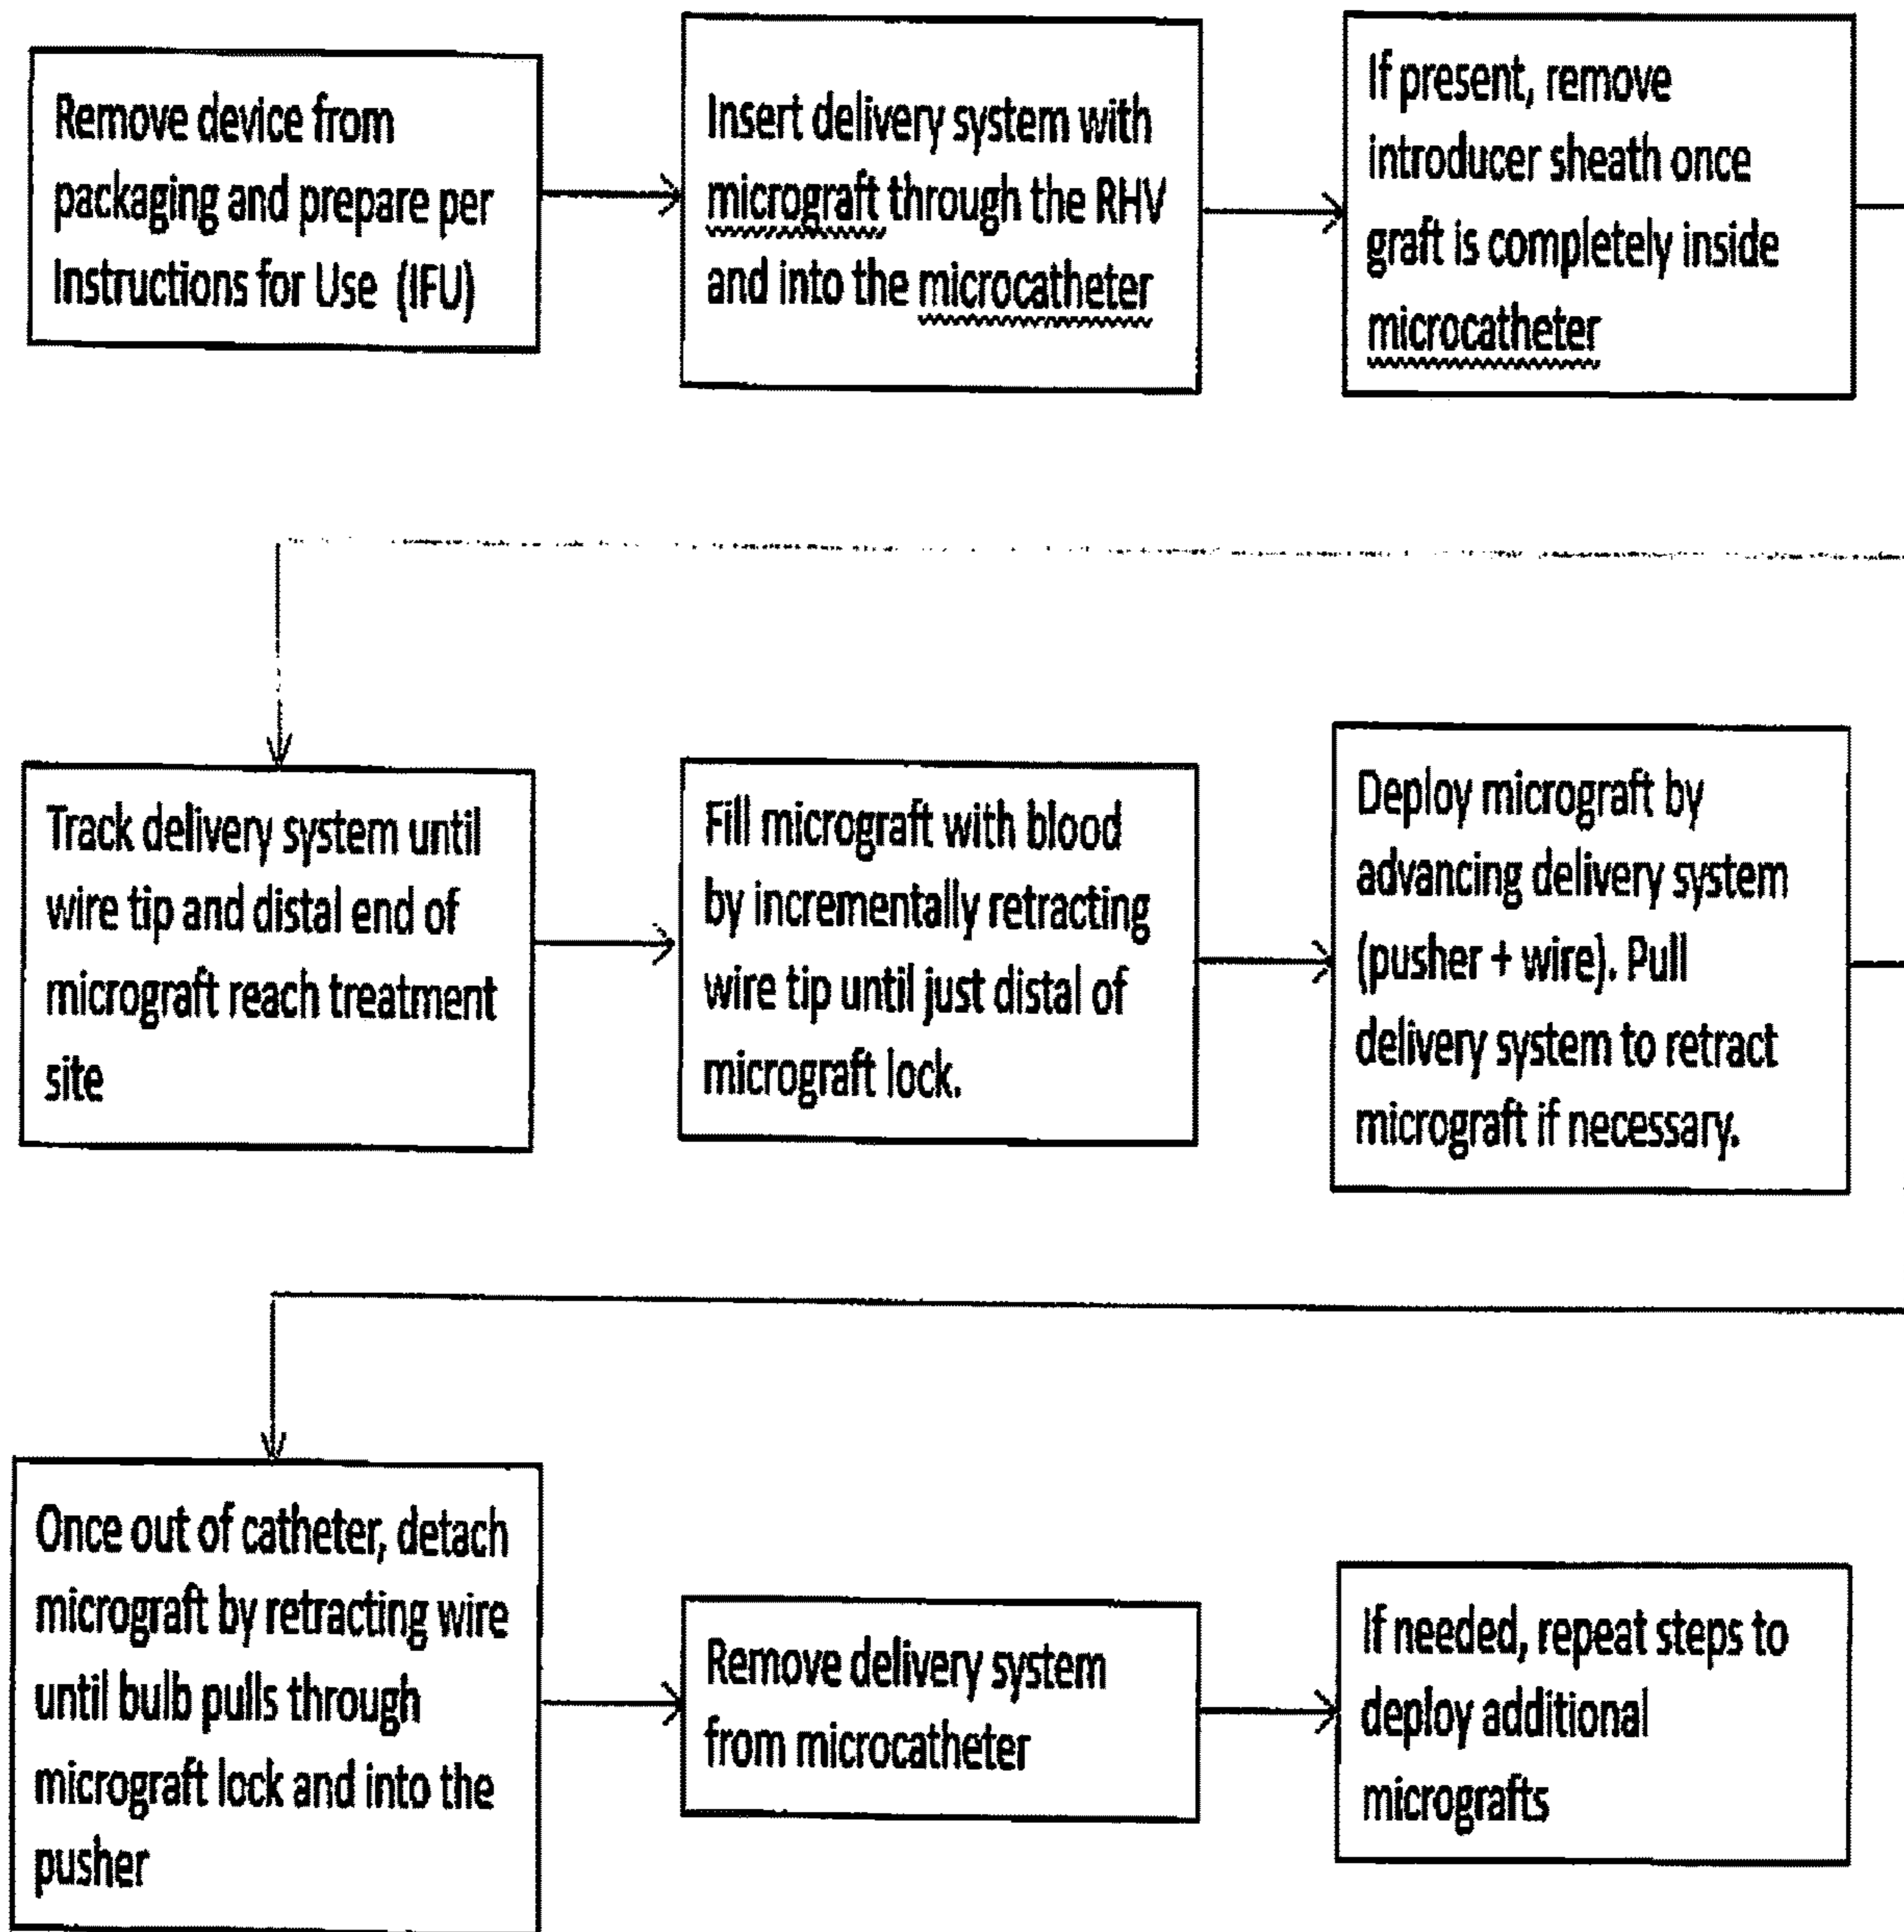 Remove device from
packaging and prepare per
Instructions for Use (IFU)
Insert delivery system with
micrograft through the RHV
and into the microcatheter
If present, remove
introducer sheath once
graft is completely inside
microcatheter
Track delivery system until
wire tip and distal end of
micrograft reach treatment
site
Fill micrograft with blood
by incrementally retracting
wire tip until just distal of
micrograft lock.
Deploy micrograft by
advancing delivery system
(pusher + wire). Pull
delivery system to retract
micrograft if necessary.
Once out of catheter, detach
micrograft by retracting wire
until bulb pulls through
micrograft lock and into the
pusher
Remove delivery system
from microcatheter
If needed, repeat steps to
deploy additional
micrografts